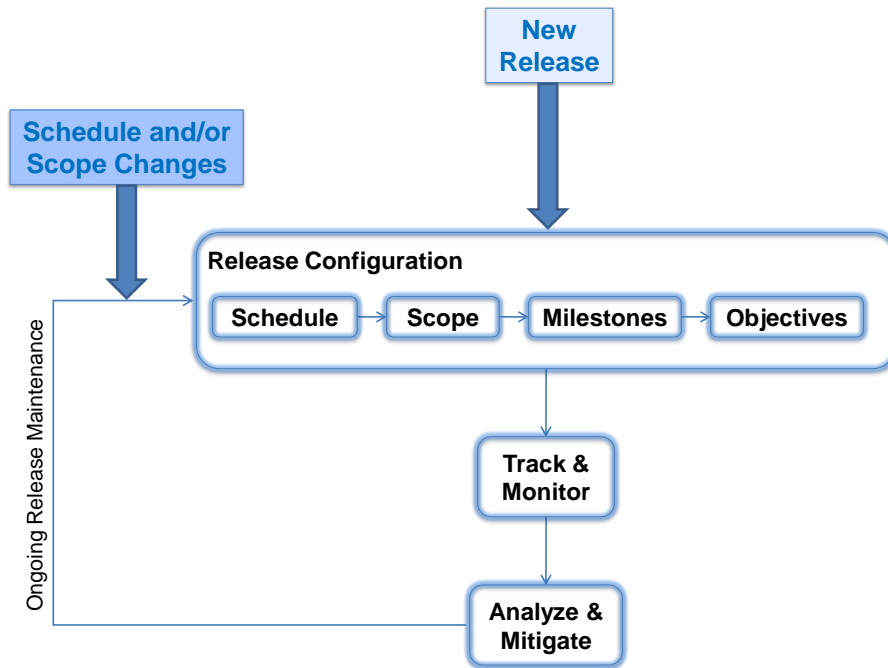 New
Release
Schedule and/or
Scope Changes
Release Configuration
Schedule
Scope
Milestones
Objectives
Ongoing Release Maintenance
Track &
Monitor
Analyze &
Mitigate